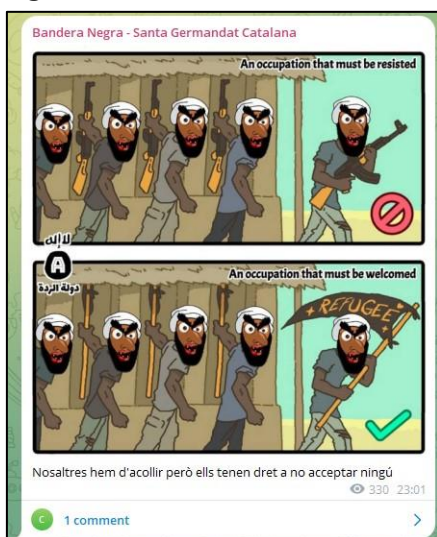 Bandera Negra - Santa Germandat Catalana
An occupation that must be resisted
لا إله
A
دولة الردة
An occupation that must be welcomed
REFUGEE
Nosaltres hem d'acollir però ells tenen dret a no acceptar ningú
330 23:01
C
1 comment